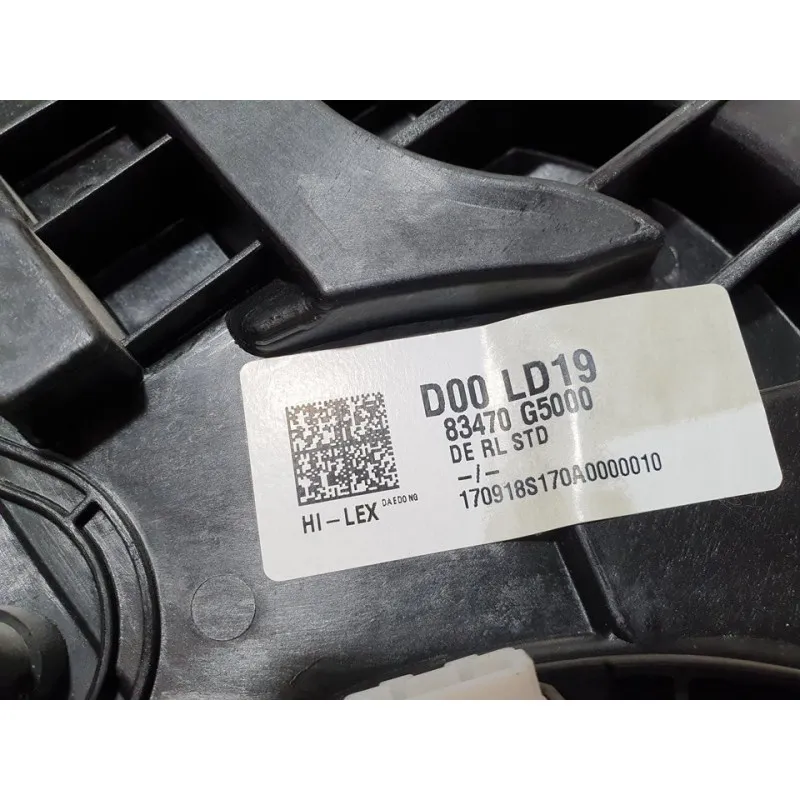 D00 LD19
83470 G5000
DE RL STD
-/-
170918S170A0000010
HI-LEX DAEDONG